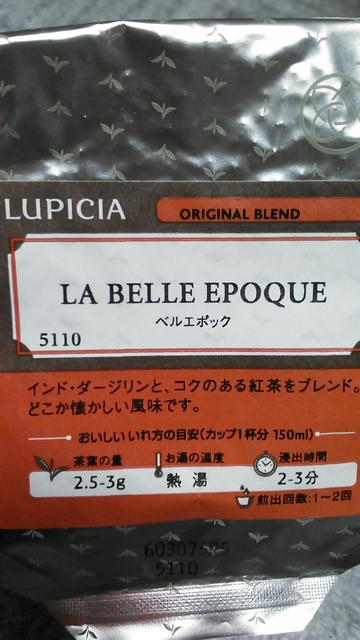 LUPICIA
ORIGINAL BLEND
LA BELLE EPOQUE
ベルエポック
5110
インド・ダージリンと、コクのある紅茶をブレンド。
どこか懐かしい風味です。
おいしいいれ方の目安(カップ1杯分 150ml)
茶葉の量 お湯の温度 浸出時間
2.5-3g 熱湯 2-3分
煎出回数:1~2回
5110